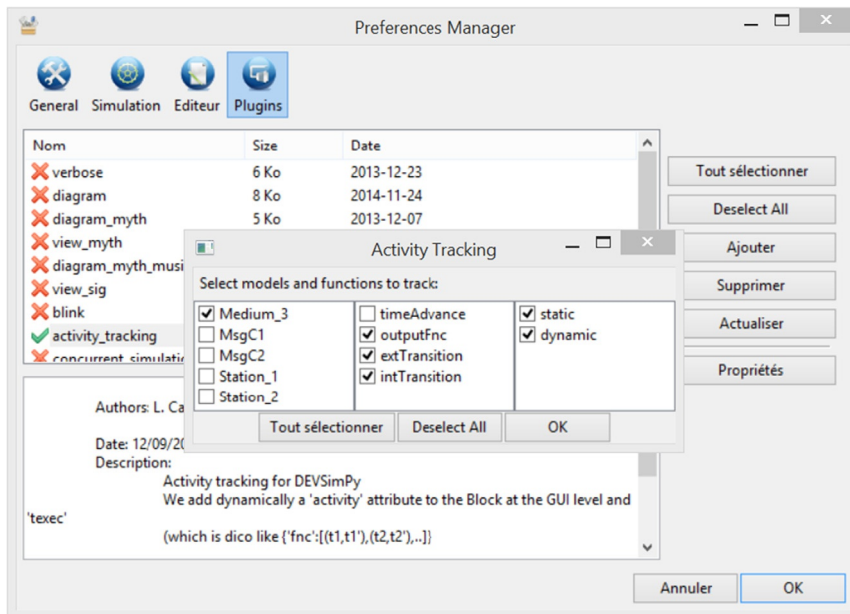 Preferences Manager
General Simulation Editeur Plugins
Nom Size Date
verbose 6 Ko 2013-12-23
diagram 8 Ko 2014-11-24
diagram_myth 5 Ko 2013-12-07
view_myth
diagram_myth_musi
view_sig
blink
activity_tracking
concurrent_simulati
Tout sélectionner
Deselect All
Ajouter
Supprimer
Actualiser
Propriétés
Activity Tracking
Select models and functions to track:
Medium_3 timeAdvance static
MsgC1 outputFnc dynamic
MsgC2 extTransition
Station_1 intTransition
Station_2
Tout sélectionner Deselect All OK
Authors: L. Ca
Date: 12/09/20
Description:
Activity tracking for DEVSimPy
We add dynamically a 'activity' attribute to the Block at the GUI level and
'texec'
(which is dico like {'fnc':[(t1,t1'),(t2,t2'),..]}
Annuler OK